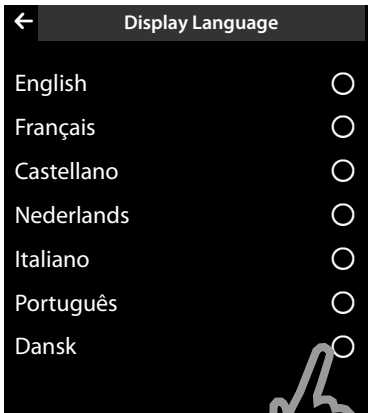 Display Language
English
Français
Castellano
Nederlands
Italiano
Português
Dansk